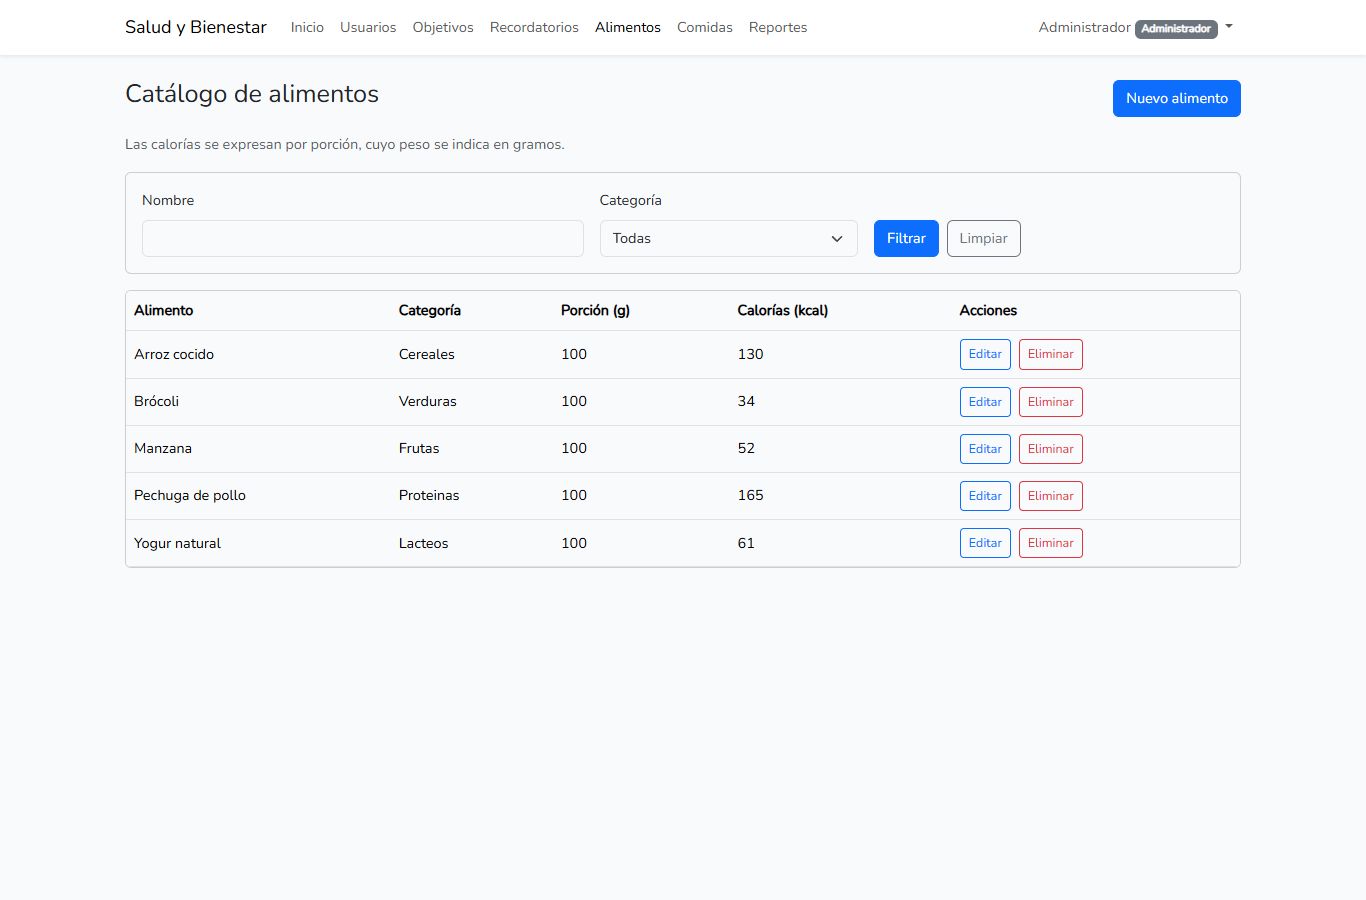 Salud y Bienestar Inicio Usuarios Objetivos Recordatorios Alimentos Comidas Reportes Administrador Administrador
Catálogo de alimentos Nuevo alimento
Las calorías se expresan por porción, cuyo peso se indica en gramos.
Nombre Categoría
Todas Filtrar Limpiar
Alimento Categoría Porción (g) Calorías (kcal) Acciones
Arroz cocido Cereales 100 130 Editar Eliminar
Brócoli Verduras 100 34 Editar Eliminar
Manzana Frutas 100 52 Editar Eliminar
Pechuga de pollo Proteinas 100 165 Editar Eliminar
Yogur natural Lacteos 100 61 Editar Eliminar